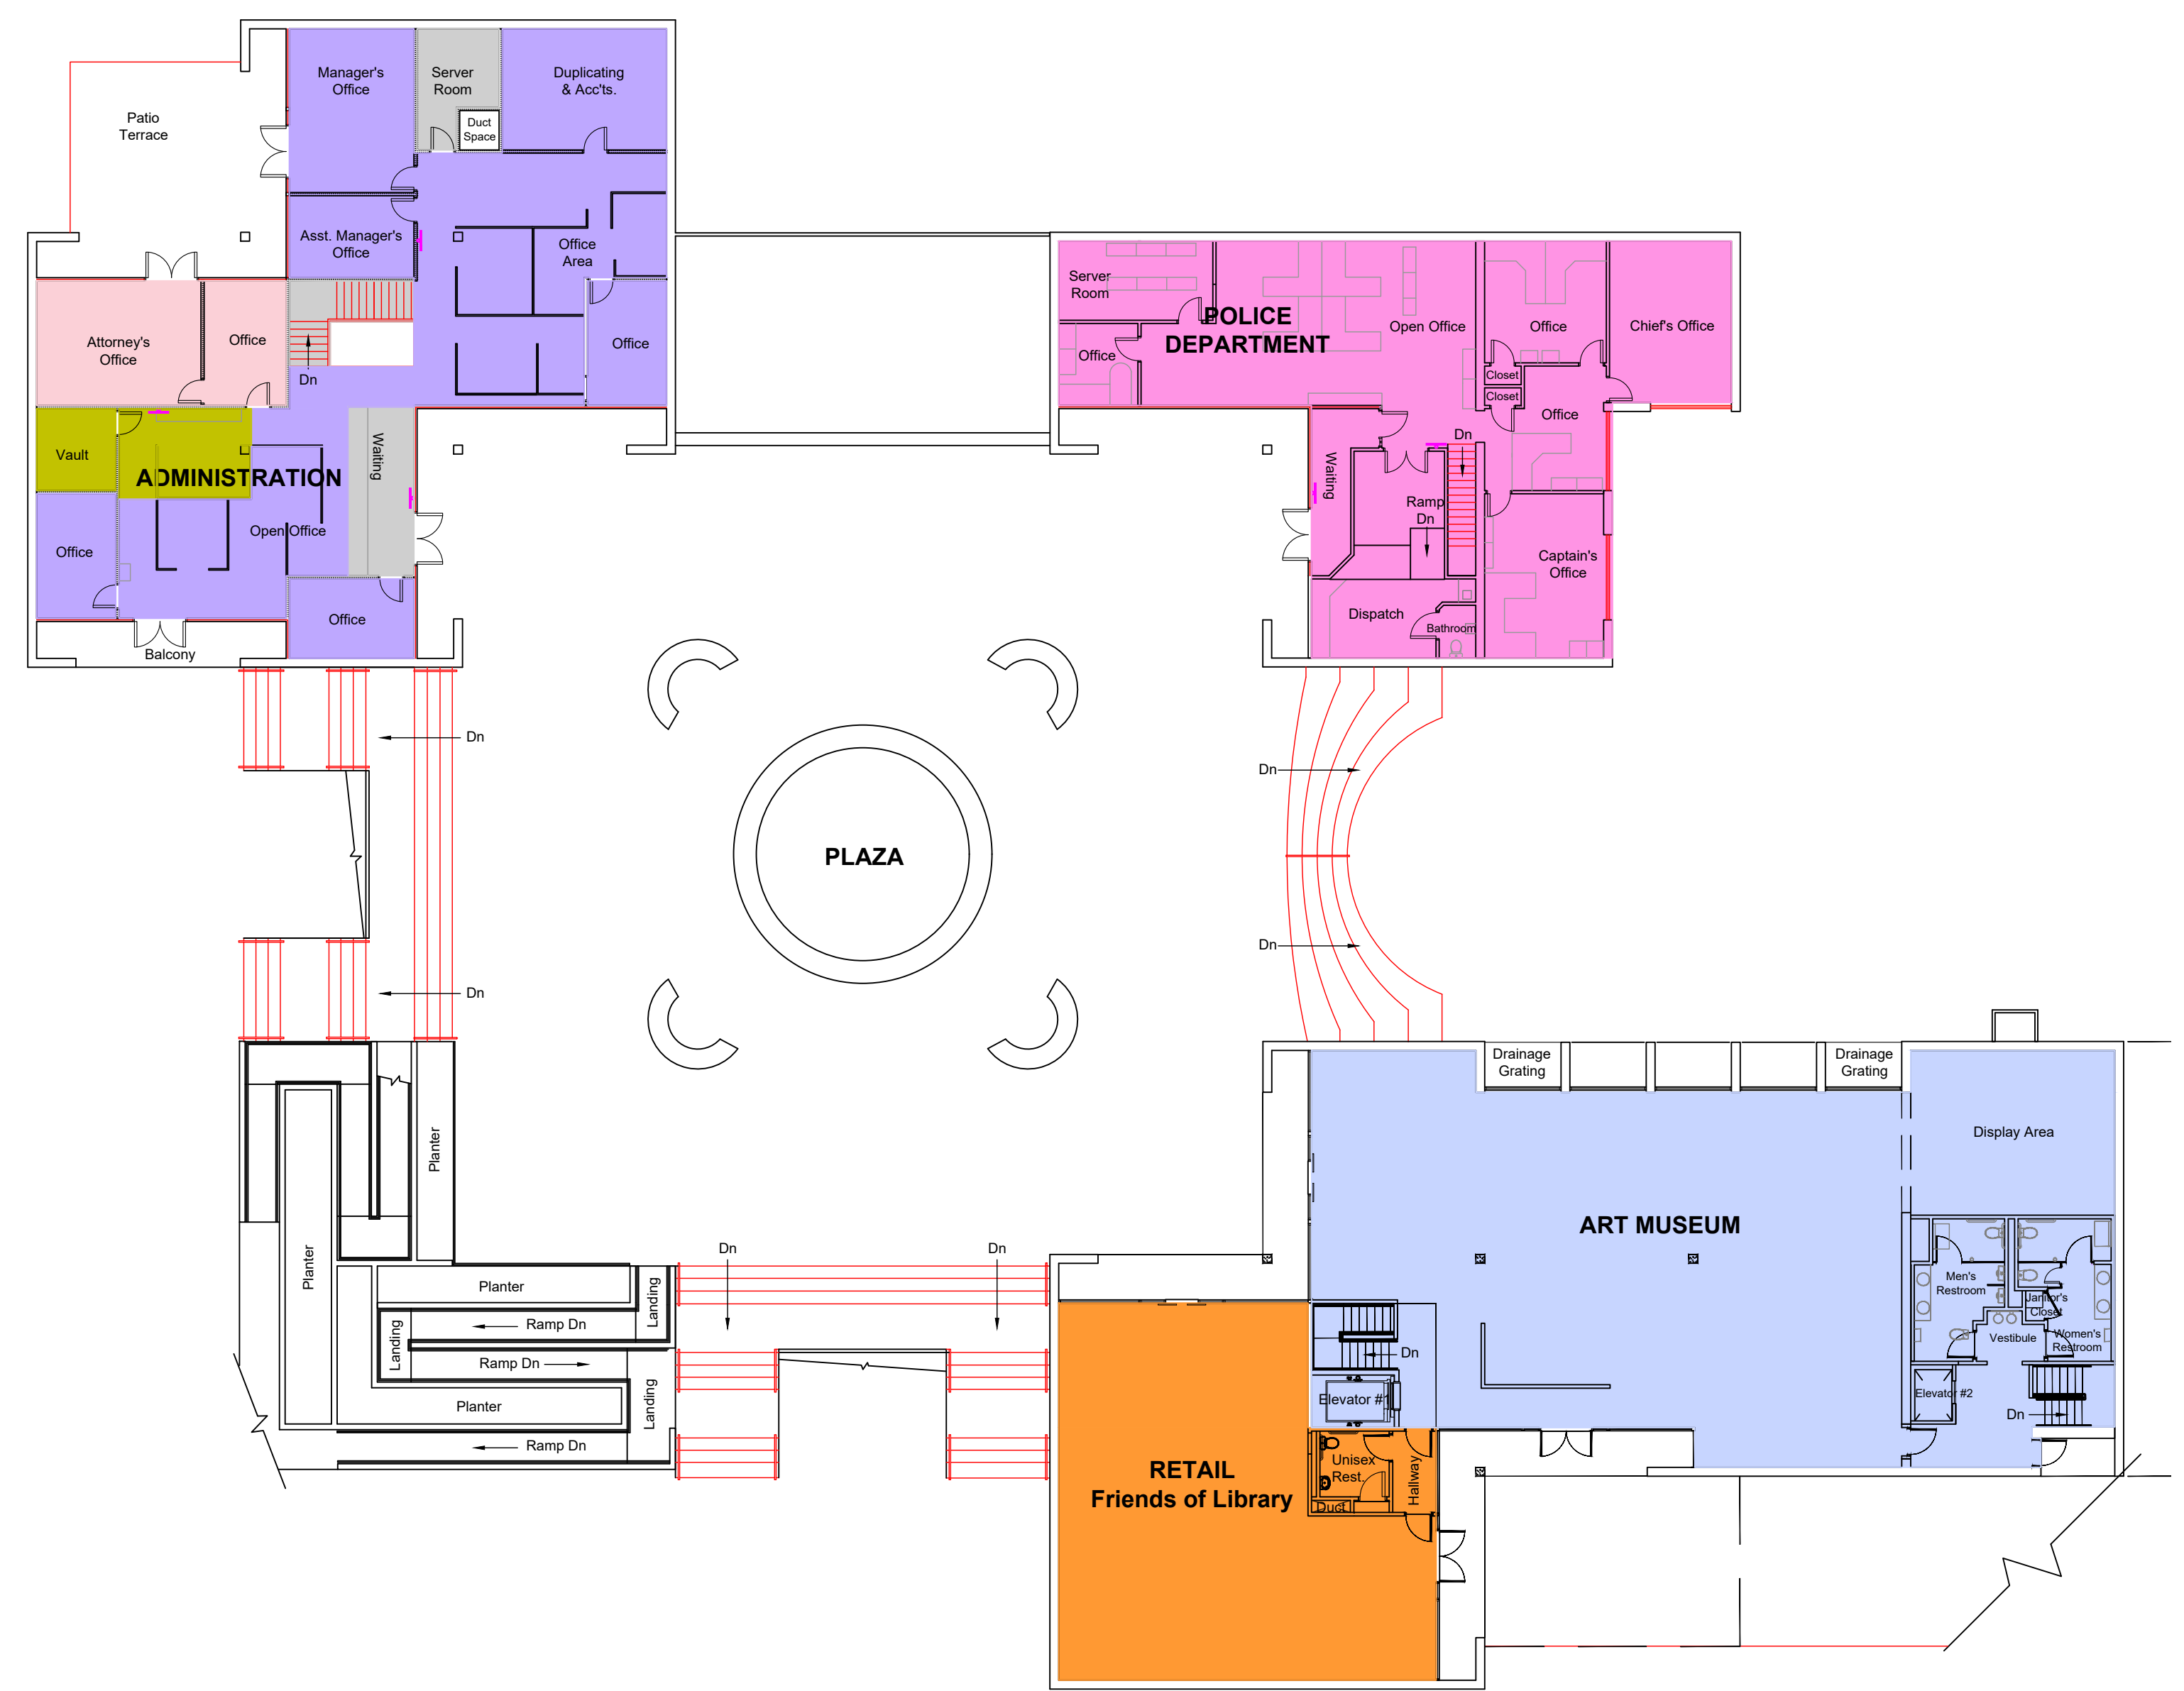 Manager's
Office
Server
Room
Duct
Space
Duplicating
& Acc'ts.
Patio
Terrace
Asst. Manager's
Office
Office
Area
Attorney's
Office
Office
Dn
Office
Vault
Waiting
ADMINISTRATION
Open Office
Office
Office
Balcony
Server
Room
POLICE
DEPARTMENT
Open Office
Office
Office
Chief's Office
Closet
Closet
Office
Waiting
Dn
Ramp
Dn
Captain's
Office
Dispatch
Bathroom
Dn
Dn
PLAZA
Dn
Dn
Planter
Planter
Planter
Landing
Ramp Dn
Landing
Ramp Dn
Landing
Planter
Ramp Dn
Dn
Dn
Drainage
Grating
Drainage
Grating
Display Area
ART MUSEUM
Men's
Restroom
Janitor's
Closet
Vestibule
Women's
Restroom
Elevator #2
Dn
Dn
Elevator #1
RETAIL
Friends of Library
Unisex
Rest.
Duct
Hallway